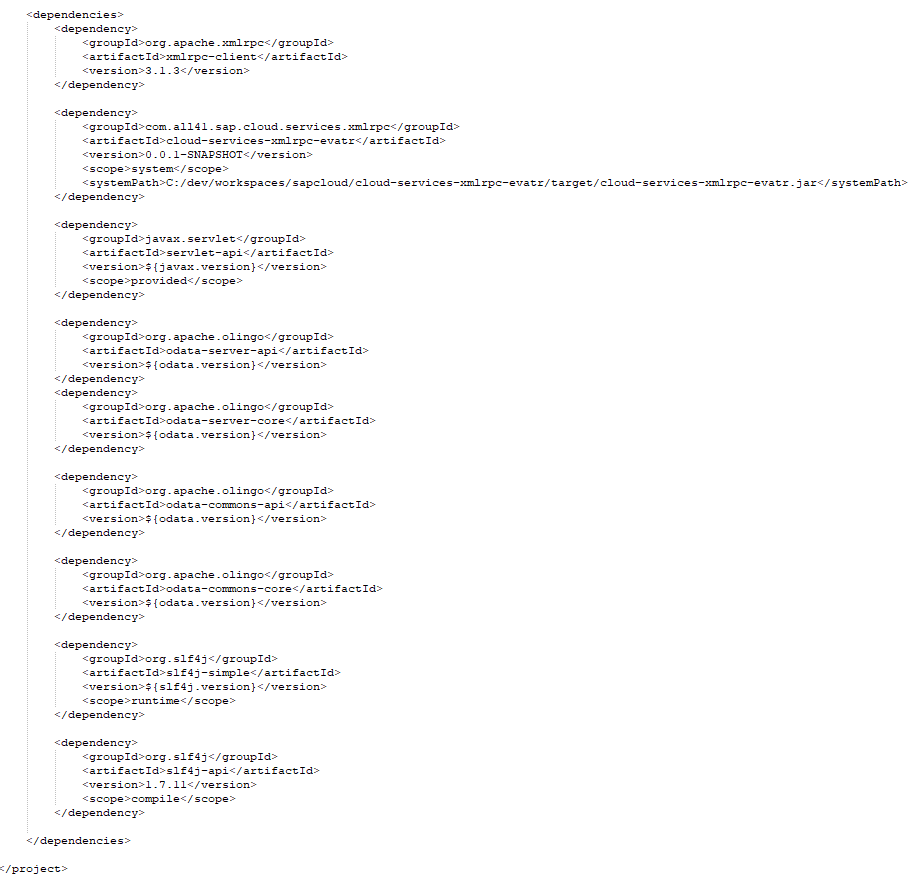 <dependencies>
<dependency>
<groupId>org.apache.xmlrpc</groupId>
<artifactId>xmlrpc-client</artifactId>
<version>3.1.3</version>
</dependency>
<dependency>
<groupId>com.all41.sap.cloud.services.xmlrpc</groupId>
<artifactId>cloud-services-xmlrpc-evatr</artifactId>
<version>0.0.1-SNAPSHOT</version>
<scope>system</scope>
<systemPath>C:/dev/workspaces/sapcloud/cloud-services-xmlrpc-evatr/target/cloud-services-xmlrpc-evatr.jar</systemPath>
</dependency>
<dependency>
<groupId>javax.servlet</groupId>
<artifactId>servlet-api</artifactId>
<version>${javax.version}</version>
<scope>provided</scope>
</dependency>
<dependency>
<groupId>org.apache.olingo</groupId>
<artifactId>odata-server-api</artifactId>
<version>${odata.version}</version>
</dependency>
<dependency>
<groupId>org.apache.olingo</groupId>
<artifactId>odata-server-core</artifactId>
<version>${odata.version}</version>
</dependency>
<dependency>
<groupId>org.apache.olingo</groupId>
<artifactId>odata-commons-api</artifactId>
<version>${odata.version}</version>
</dependency>
<dependency>
<groupId>org.apache.olingo</groupId>
<artifactId>odata-commons-core</artifactId>
<version>${odata.version}</version>
</dependency>
<dependency>
<groupId>org.slf4j</groupId>
<artifactId>slf4j-simple</artifactId>
<version>${slf4j.version}</version>
<scope>runtime</scope>
</dependency>
<dependency>
<groupId>org.slf4j</groupId>
<artifactId>slf4j-api</artifactId>
<version>1.7.11</version>
<scope>compile</scope>
</dependency>
</dependencies>
</project>